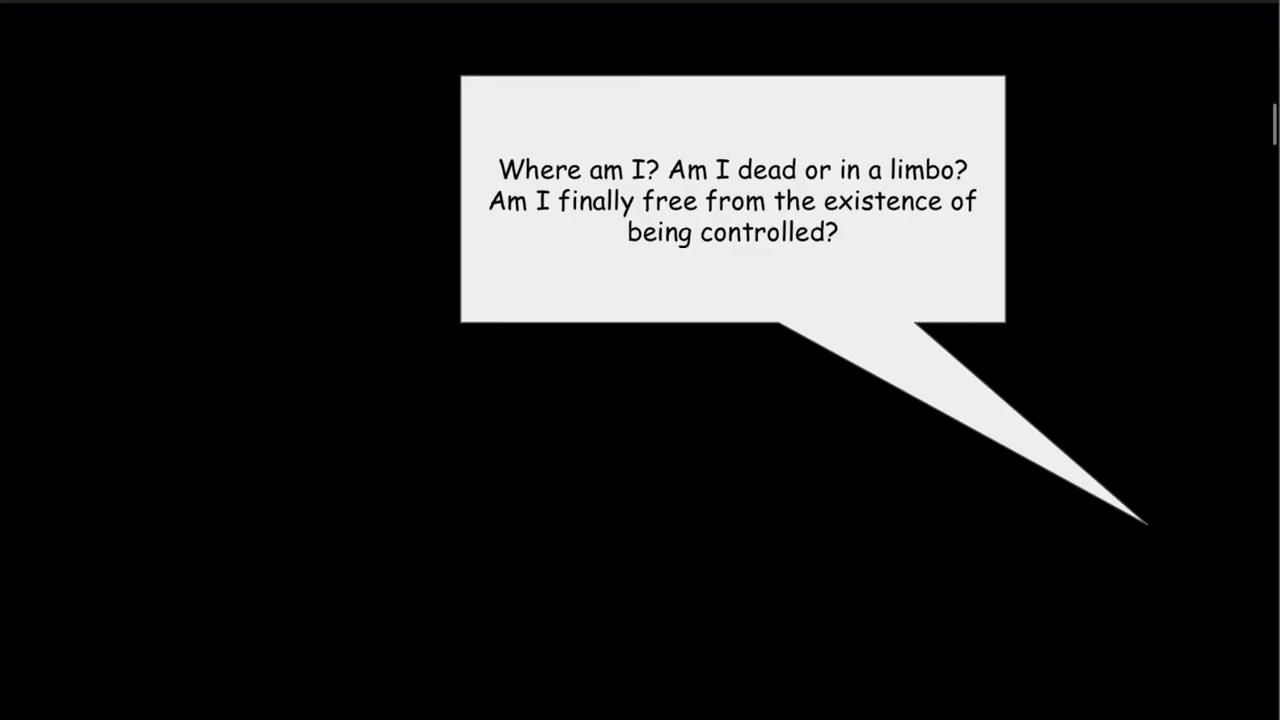 Where am I? Am I dead or in a limbo?
Am I finally free from the existence of
being controlled?